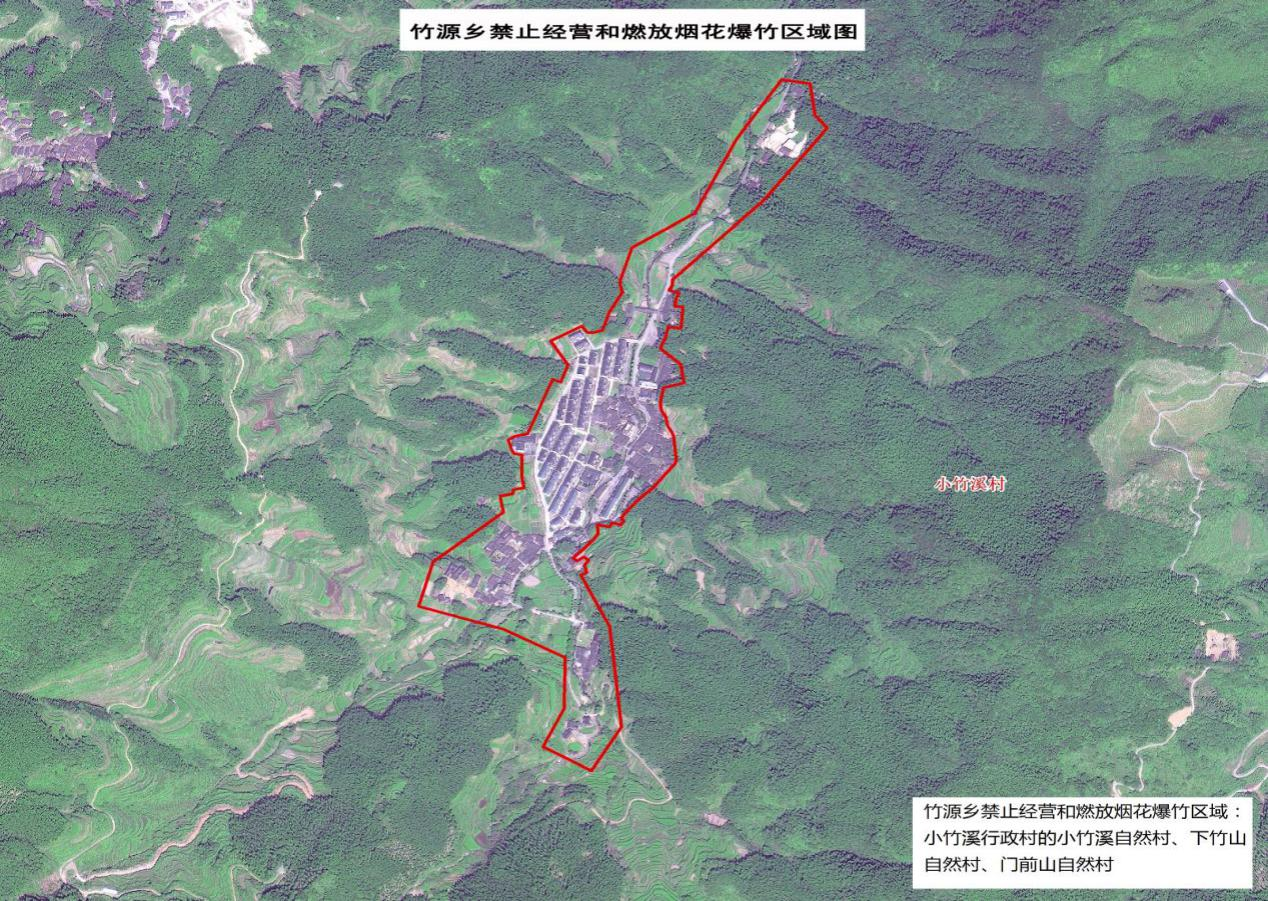 竹源乡禁止经营和燃放烟花爆竹区域图
小竹溪村
竹源乡禁止经营和燃放烟花爆竹区域：
小竹溪行政村的小竹溪自然村、下竹山
自然村、门前山自然村